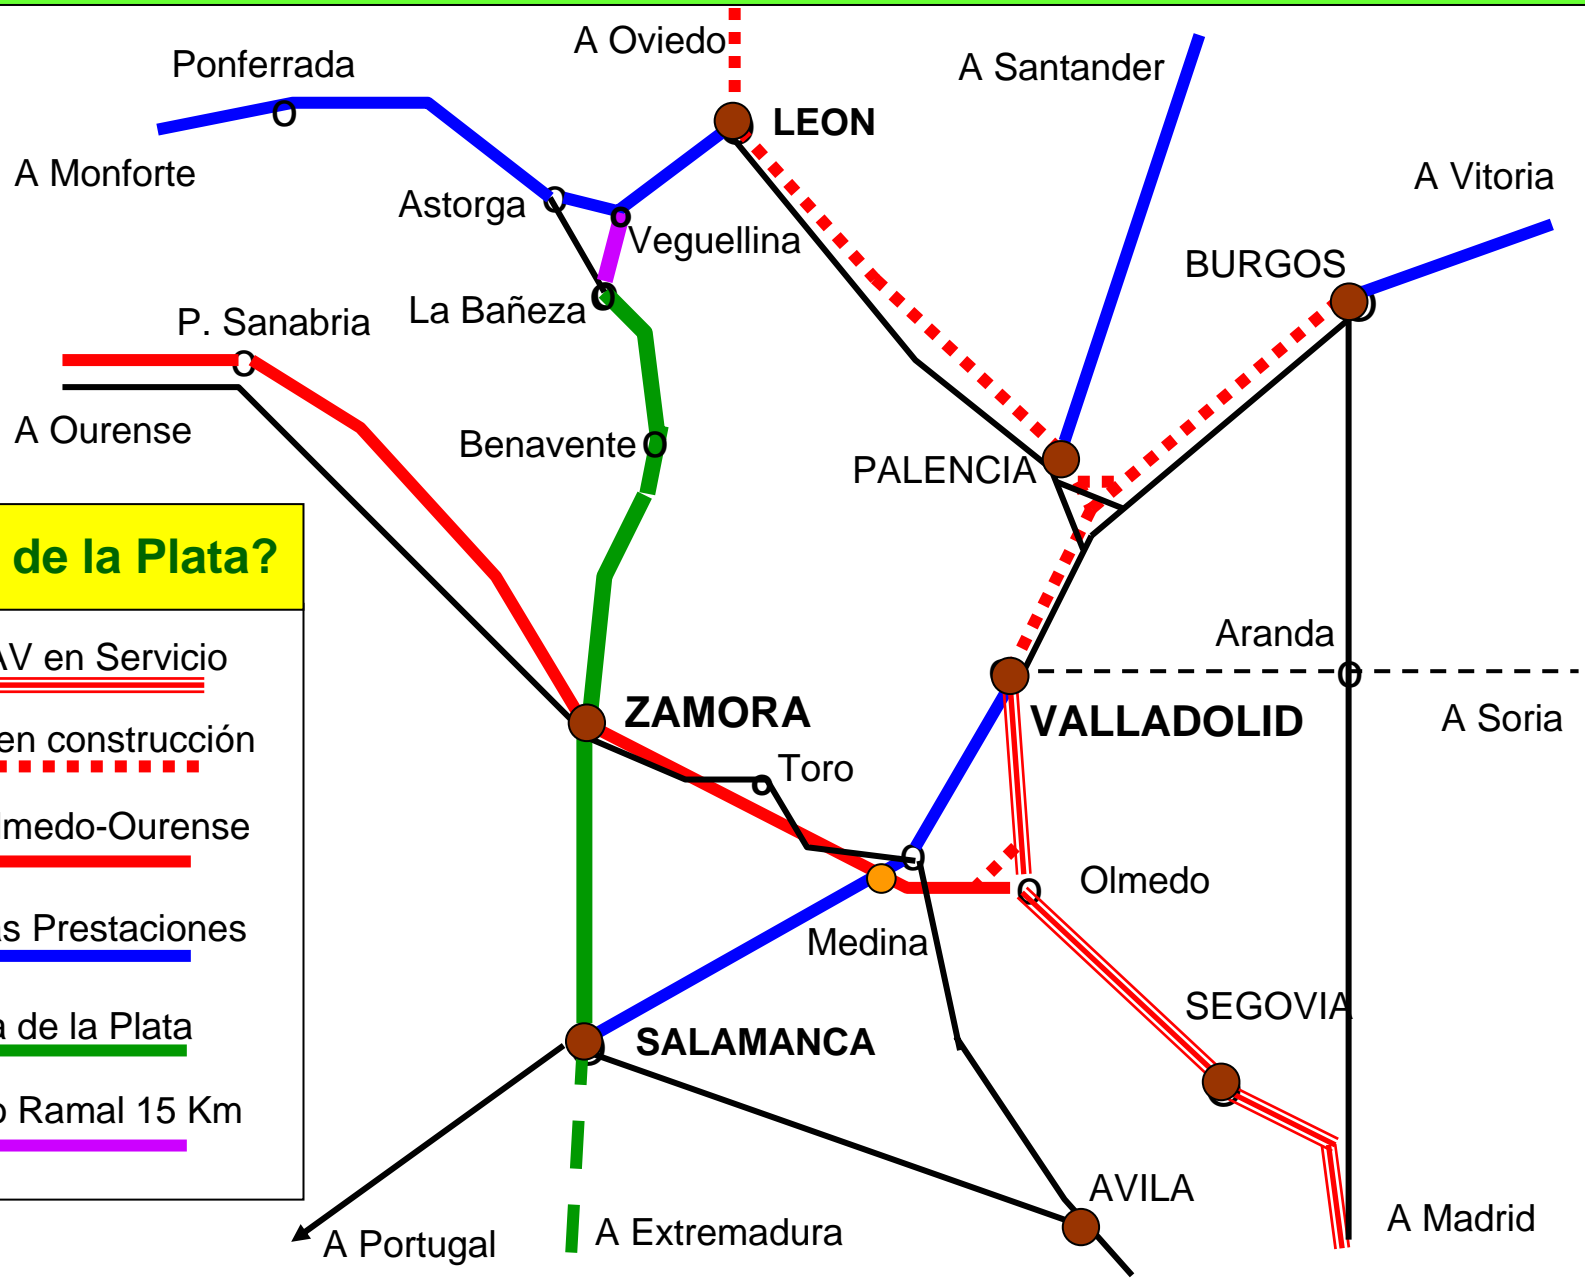 A Oviedo
Ponferrada
A Santander
LEON
A Monforte
A Vitoria
Astorga
Veguellina
BURGOS
La Bañeza
P. Sanabria
A Ourense
Benavente
PALENCIA
de la Plata?
AV en Servicio
en construcción
lmedo-Ourense
s Prestaciones
a de la Plata
o Ramal 15 Km
Aranda
ZAMORA
VALLADOLID
A Soria
Toro
Olmedo
Medina
SEGOVIA
SALAMANCA
AVILA
A Madrid
A Extremadura
A Portugal